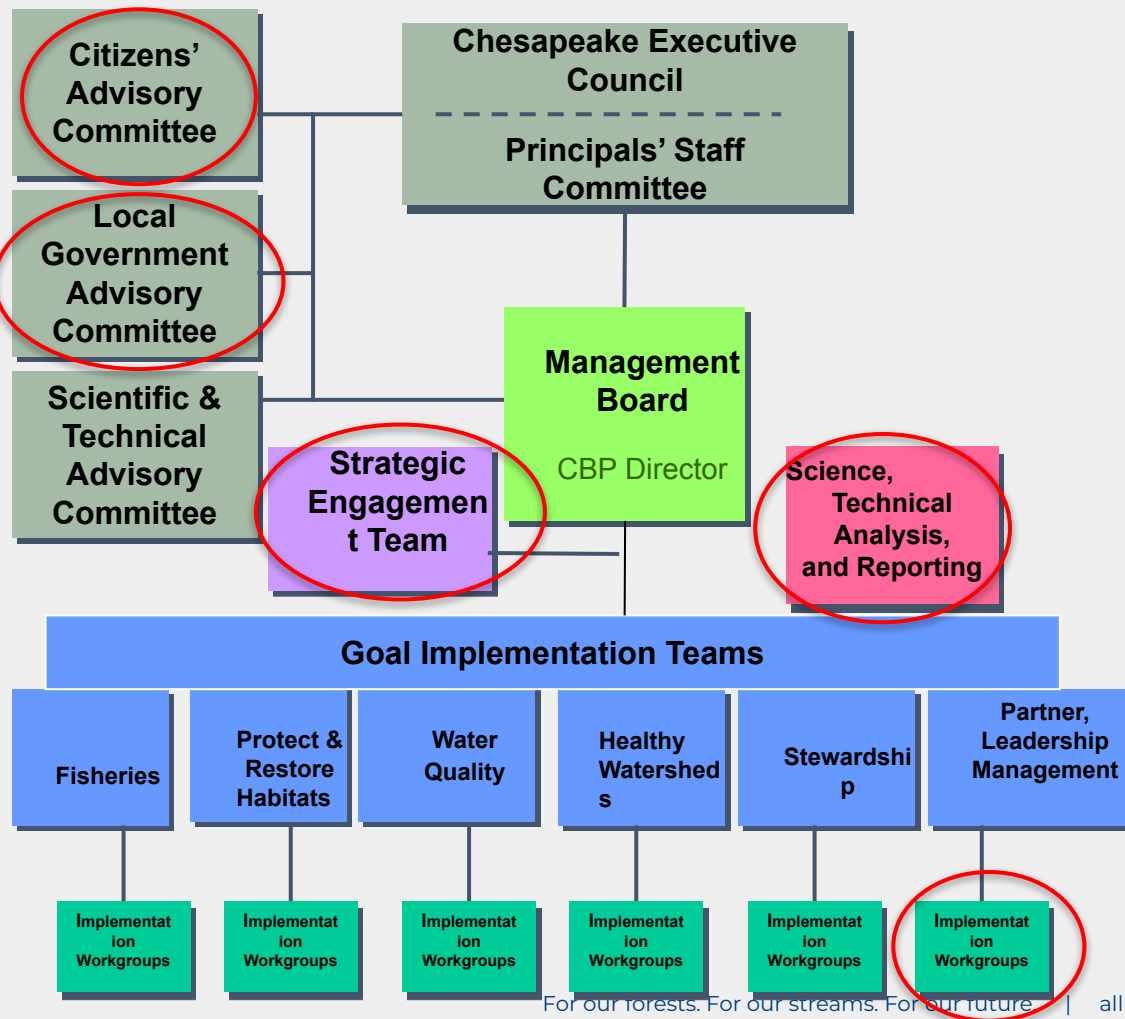 Citizens’
Advisory
Committee
Chesapeake Executive
Council
Principals’ Staff
Committee
Local
Government
Advisory
Committee
Scientific &
Technical
Advisory
Committee
Management
Board
CBP Director
Strategic
Engagemen
t Team
Science,
Technical
Analysis,
and Reporting
Goal Implementation Teams
Fisheries
Protect &
Restore
Habitats
Water
Quality
Healthy
Watershed
s
Stewardshi
p
Partner,
Leadership
Management
Implementat
ion
Workgroups
Implementat
ion
Workgroups
Implementat
ion
Workgroups
Implementat
ion
Workgroups
Implementat
ion
Workgroups
Implementat
ion
Workgroups
For our forests. For our streams. For our future. | all